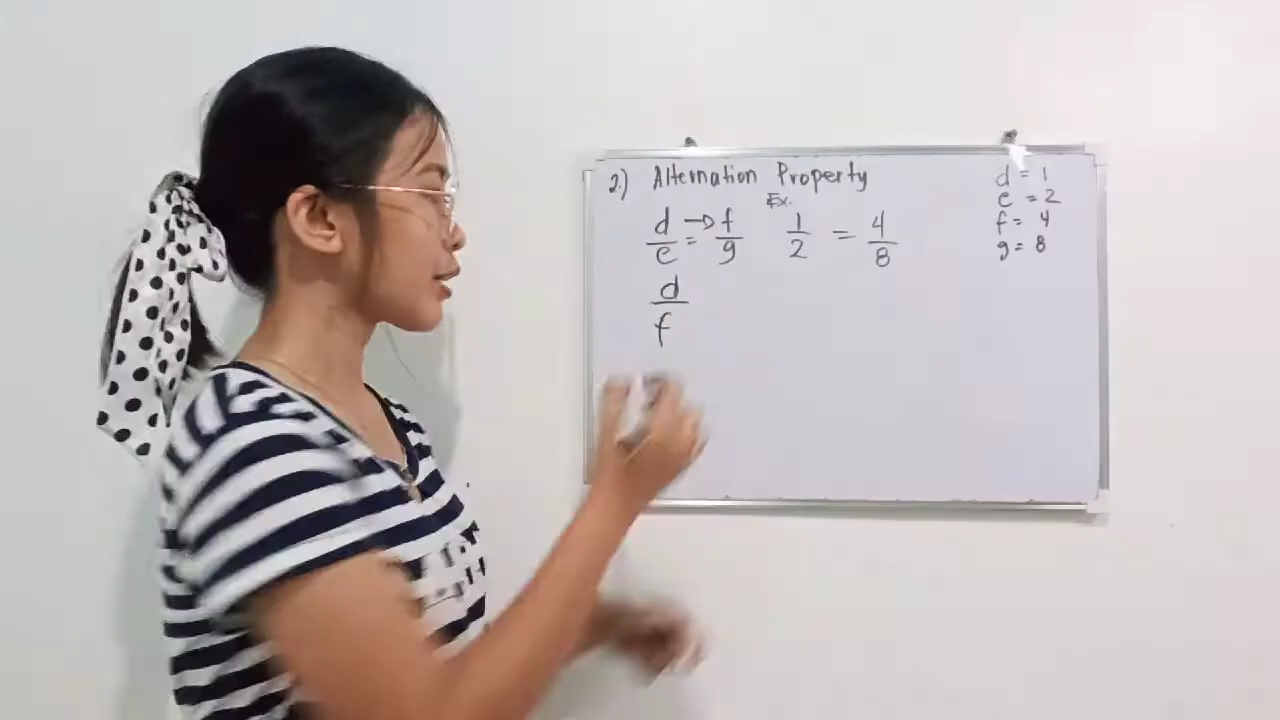 2.) Alternation Property
Ex.
d/e = → f/g 1/2 = 4/8
d/f
d = 1
e = 2
f = 4
g = 8